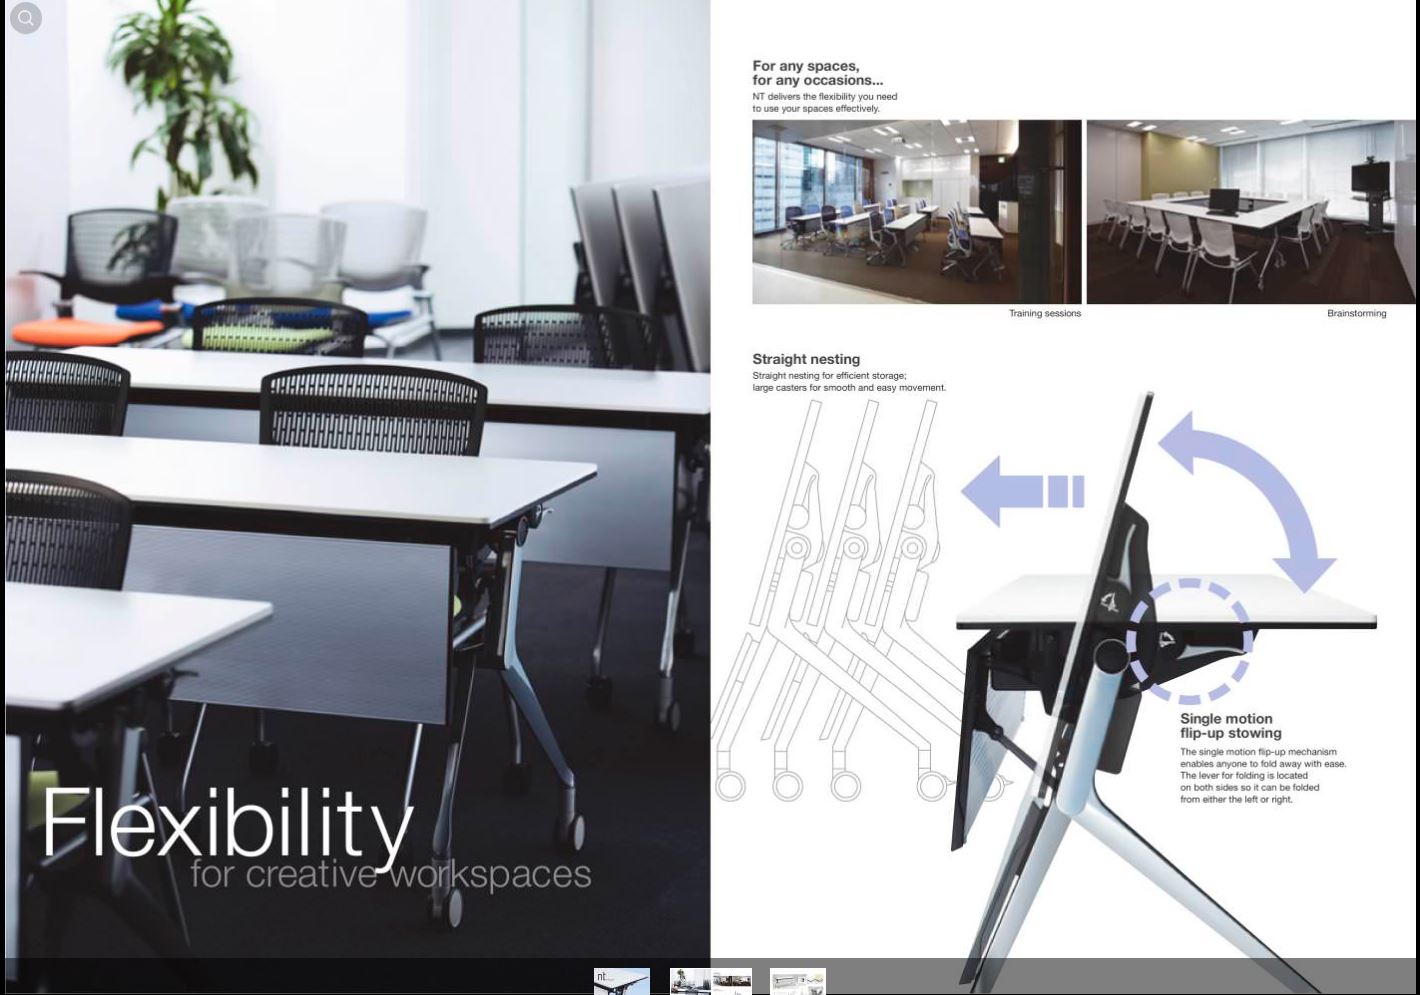 Flexibility
for creative workspaces
For any spaces,
for any occasions...
NT delivers the flexibility you need
to use your spaces effectively.
Training sessions
Brainstorming
Straight nesting
Straight nesting for efficient storage;
large casters for smooth and easy movement.
Single motion
flip-up stowing
The single motion flip-up mechanism
enables anyone to fold away with ease.
The lever for folding is located
on both sides so it can be folded
from either the left or right.
nt